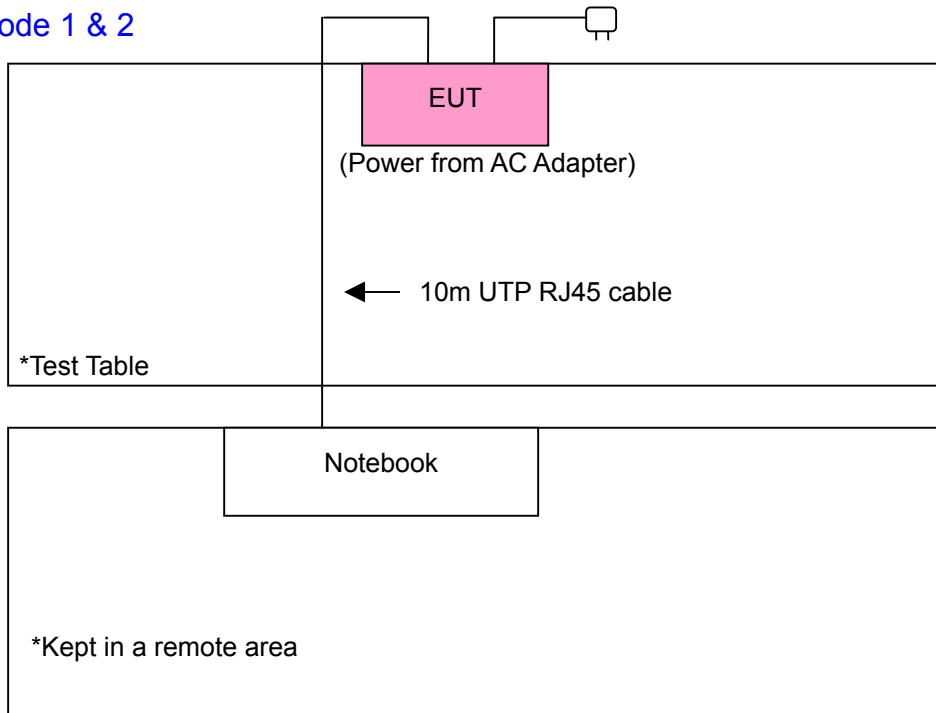 ode 1 & 2
EUT
(Power from AC Adapter)
10m UTP RJ45 cable
*Test Table
Notebook
*Kept in a remote area